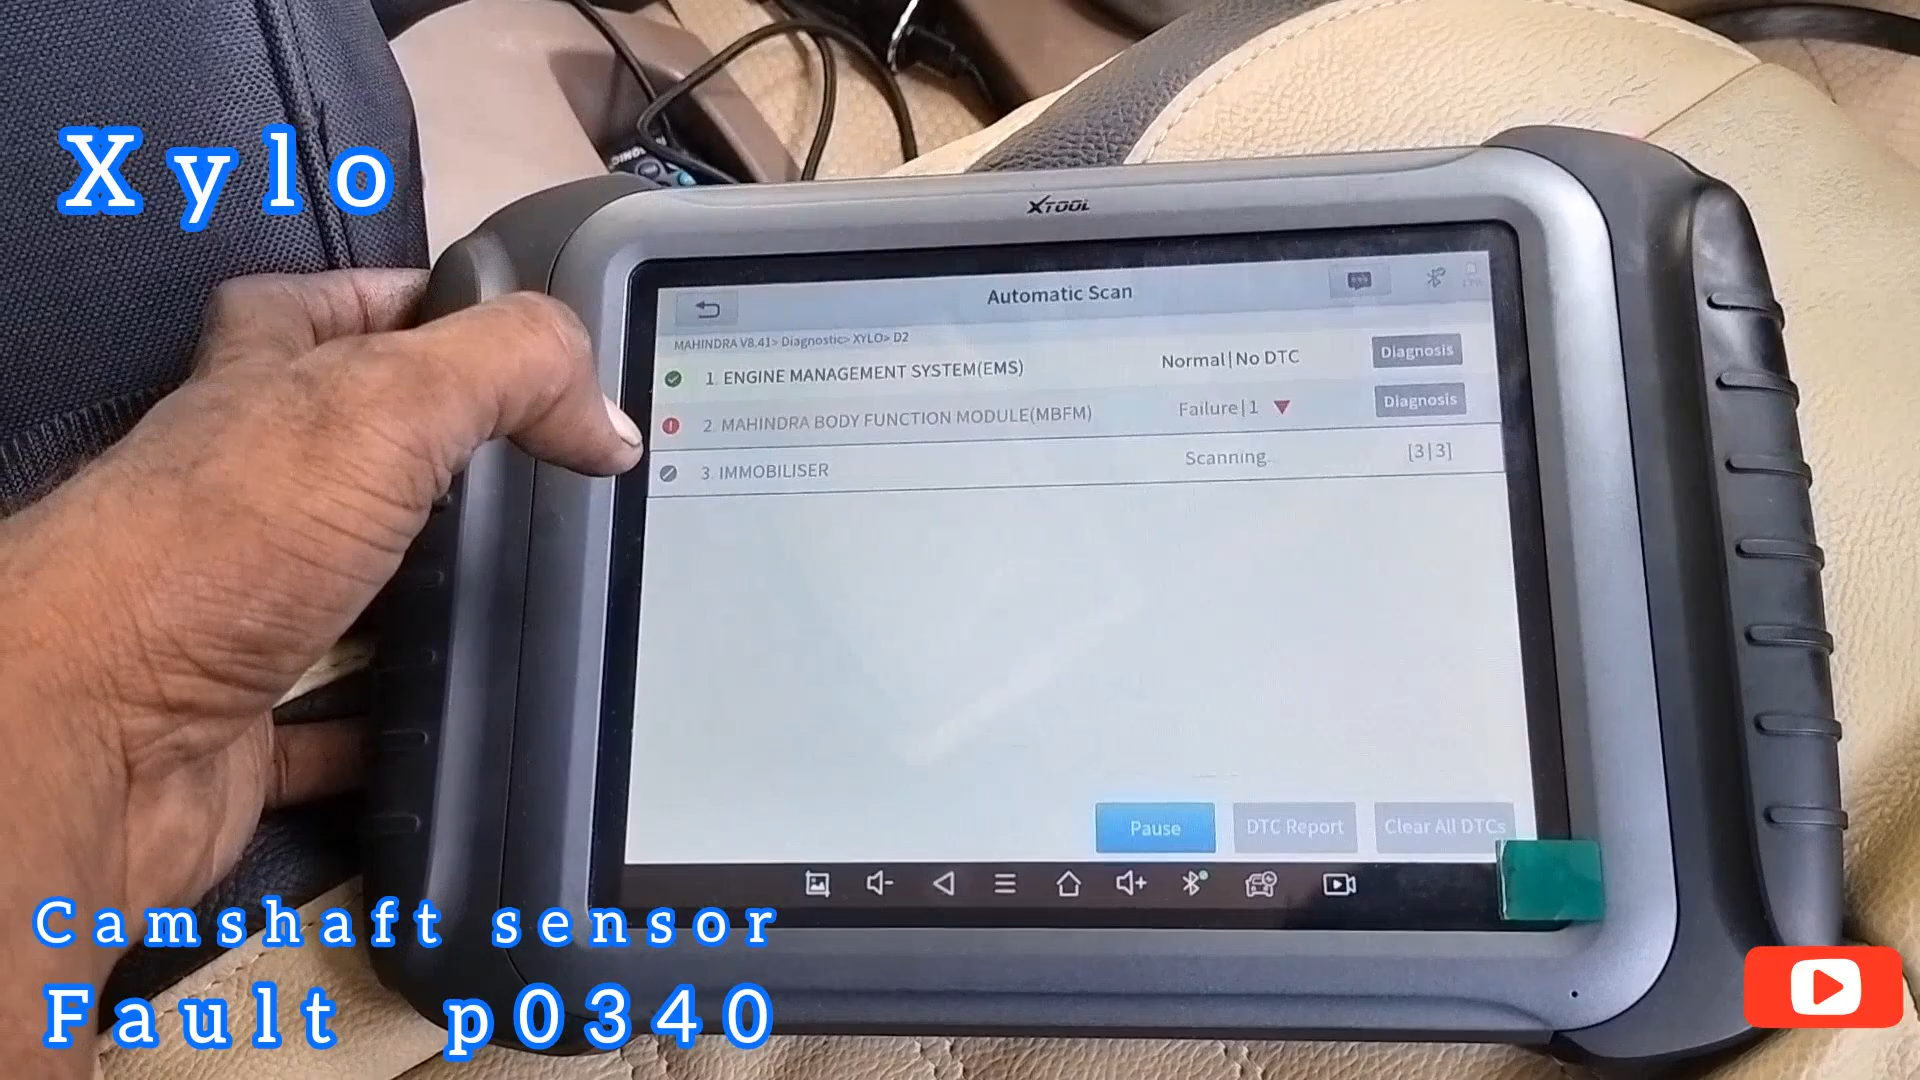 Xylo
XTOOL
Automatic Scan
MAHINDRA V8.41> Diagnostic> XYLO> D2
1. ENGINE MANAGEMENT SYSTEM(EMS) Normal|No DTC Diagnosis
2. MAHINDRA BODY FUNCTION MODULE(MBFM) Failure|1 Diagnosis
3. IMMOBILISER Scanning.. [3|3]
Pause DTC Report Clear All DTCs
Camshaft sensor
Fault p0340